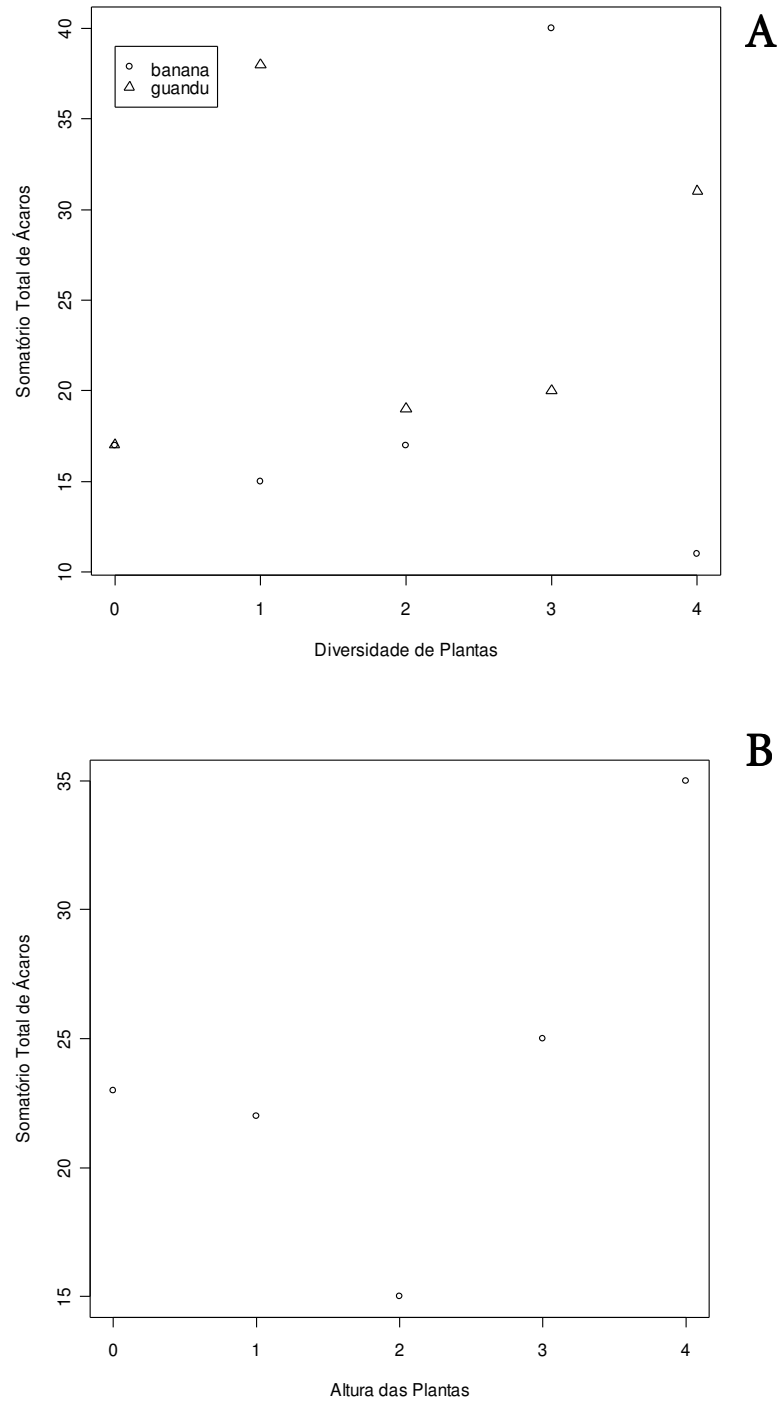 A
banana
guandu
Somatório Total de Ácaros
40
35
30
25
20
15
10
0 1 2 3 4
Diversidade de Plantas
B
Somatório Total de Ácaros
35
30
25
20
15
0 1 2 3 4
Altura das Plantas